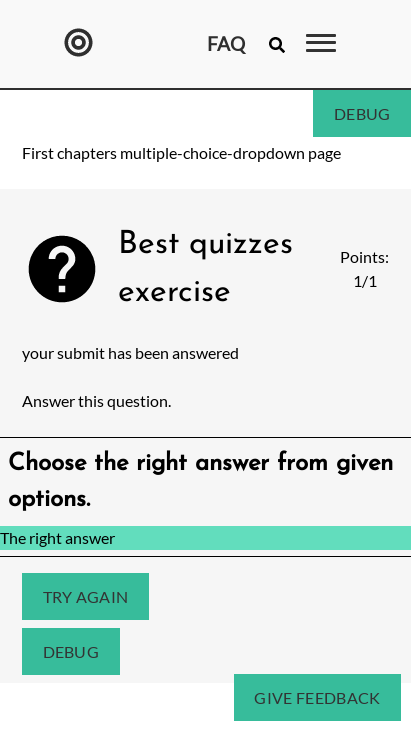 FAQ
DEBUG
First chapters multiple-choice-dropdown page
Best quizzes
exercise
Points:
1/1
your submit has been answered
Answer this question.
Choose the right answer from given
options.
The right answer
TRY AGAIN
DEBUG
GIVE FEEDBACK